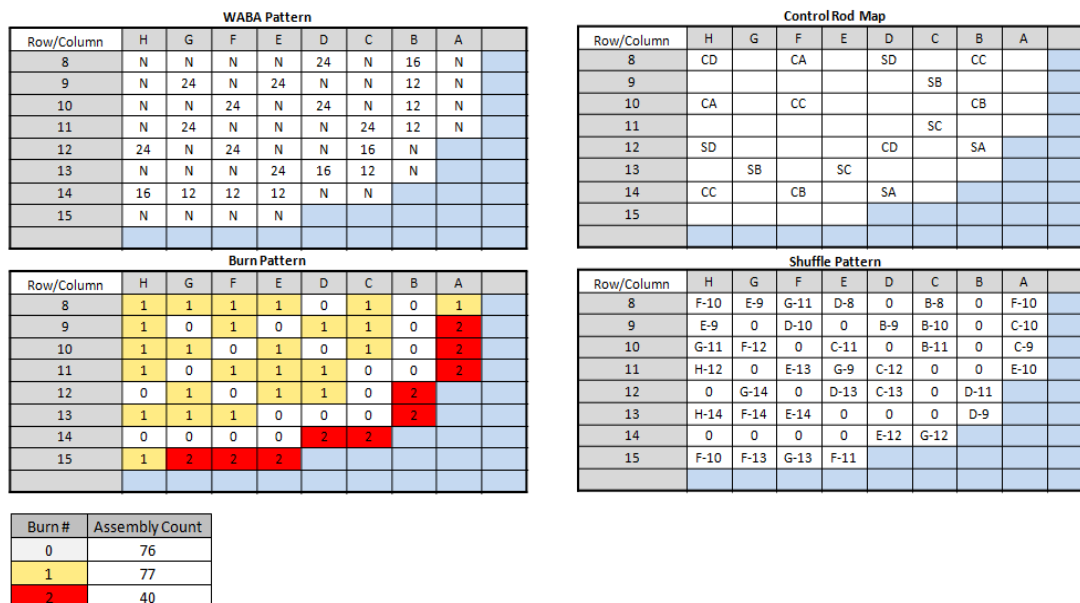 WABA Pattern
Row/Column H G F E D C B A
8 N N N N 24 N 16 N
9 N 24 N 24 N N 12 N
10 N N 24 N 24 N 12 N
11 N 24 N N N 24 12 N
12 24 N 24 N N 16 N
13 N N N 24 16 12 N
14 16 12 12 12 N N
15 N N N N
Control Rod Map
Row/Column H G F E D C B A
8 CD CA SD CC
9 SB
10 CA CC CB
11 SC
12 SD CD SA
13 SB SC
14 CC CB SA
15
Burn Pattern
Row/Column H G F E D C B A
8 1 1 1 1 0 1 0 1
9 1 0 1 0 1 1 0 2
10 1 1 0 1 0 1 0 2
11 1 0 1 1 1 0 0 2
12 0 1 0 1 1 0 2
13 1 1 1 0 0 0 2
14 0 0 0 0 2 2
15 1 2 2 2
Shuffle Pattern
Row/Column H G F E D C B A
8 F-10 E-9 G-11 D-8 0 B-8 0 F-10
9 E-9 0 D-10 0 B-9 B-10 0 C-10
10 G-11 F-12 0 C-11 0 B-11 0 C-9
11 H-12 0 E-13 G-9 C-12 0 0 E-10
12 0 G-14 0 D-13 C-13 0 D-11
13 H-14 F-14 E-14 0 0 0 D-9
14 0 0 0 0 E-12 G-12
15 F-10 F-13 G-13 F-11
Burn # Assembly Count
0 76
1 77
2 40